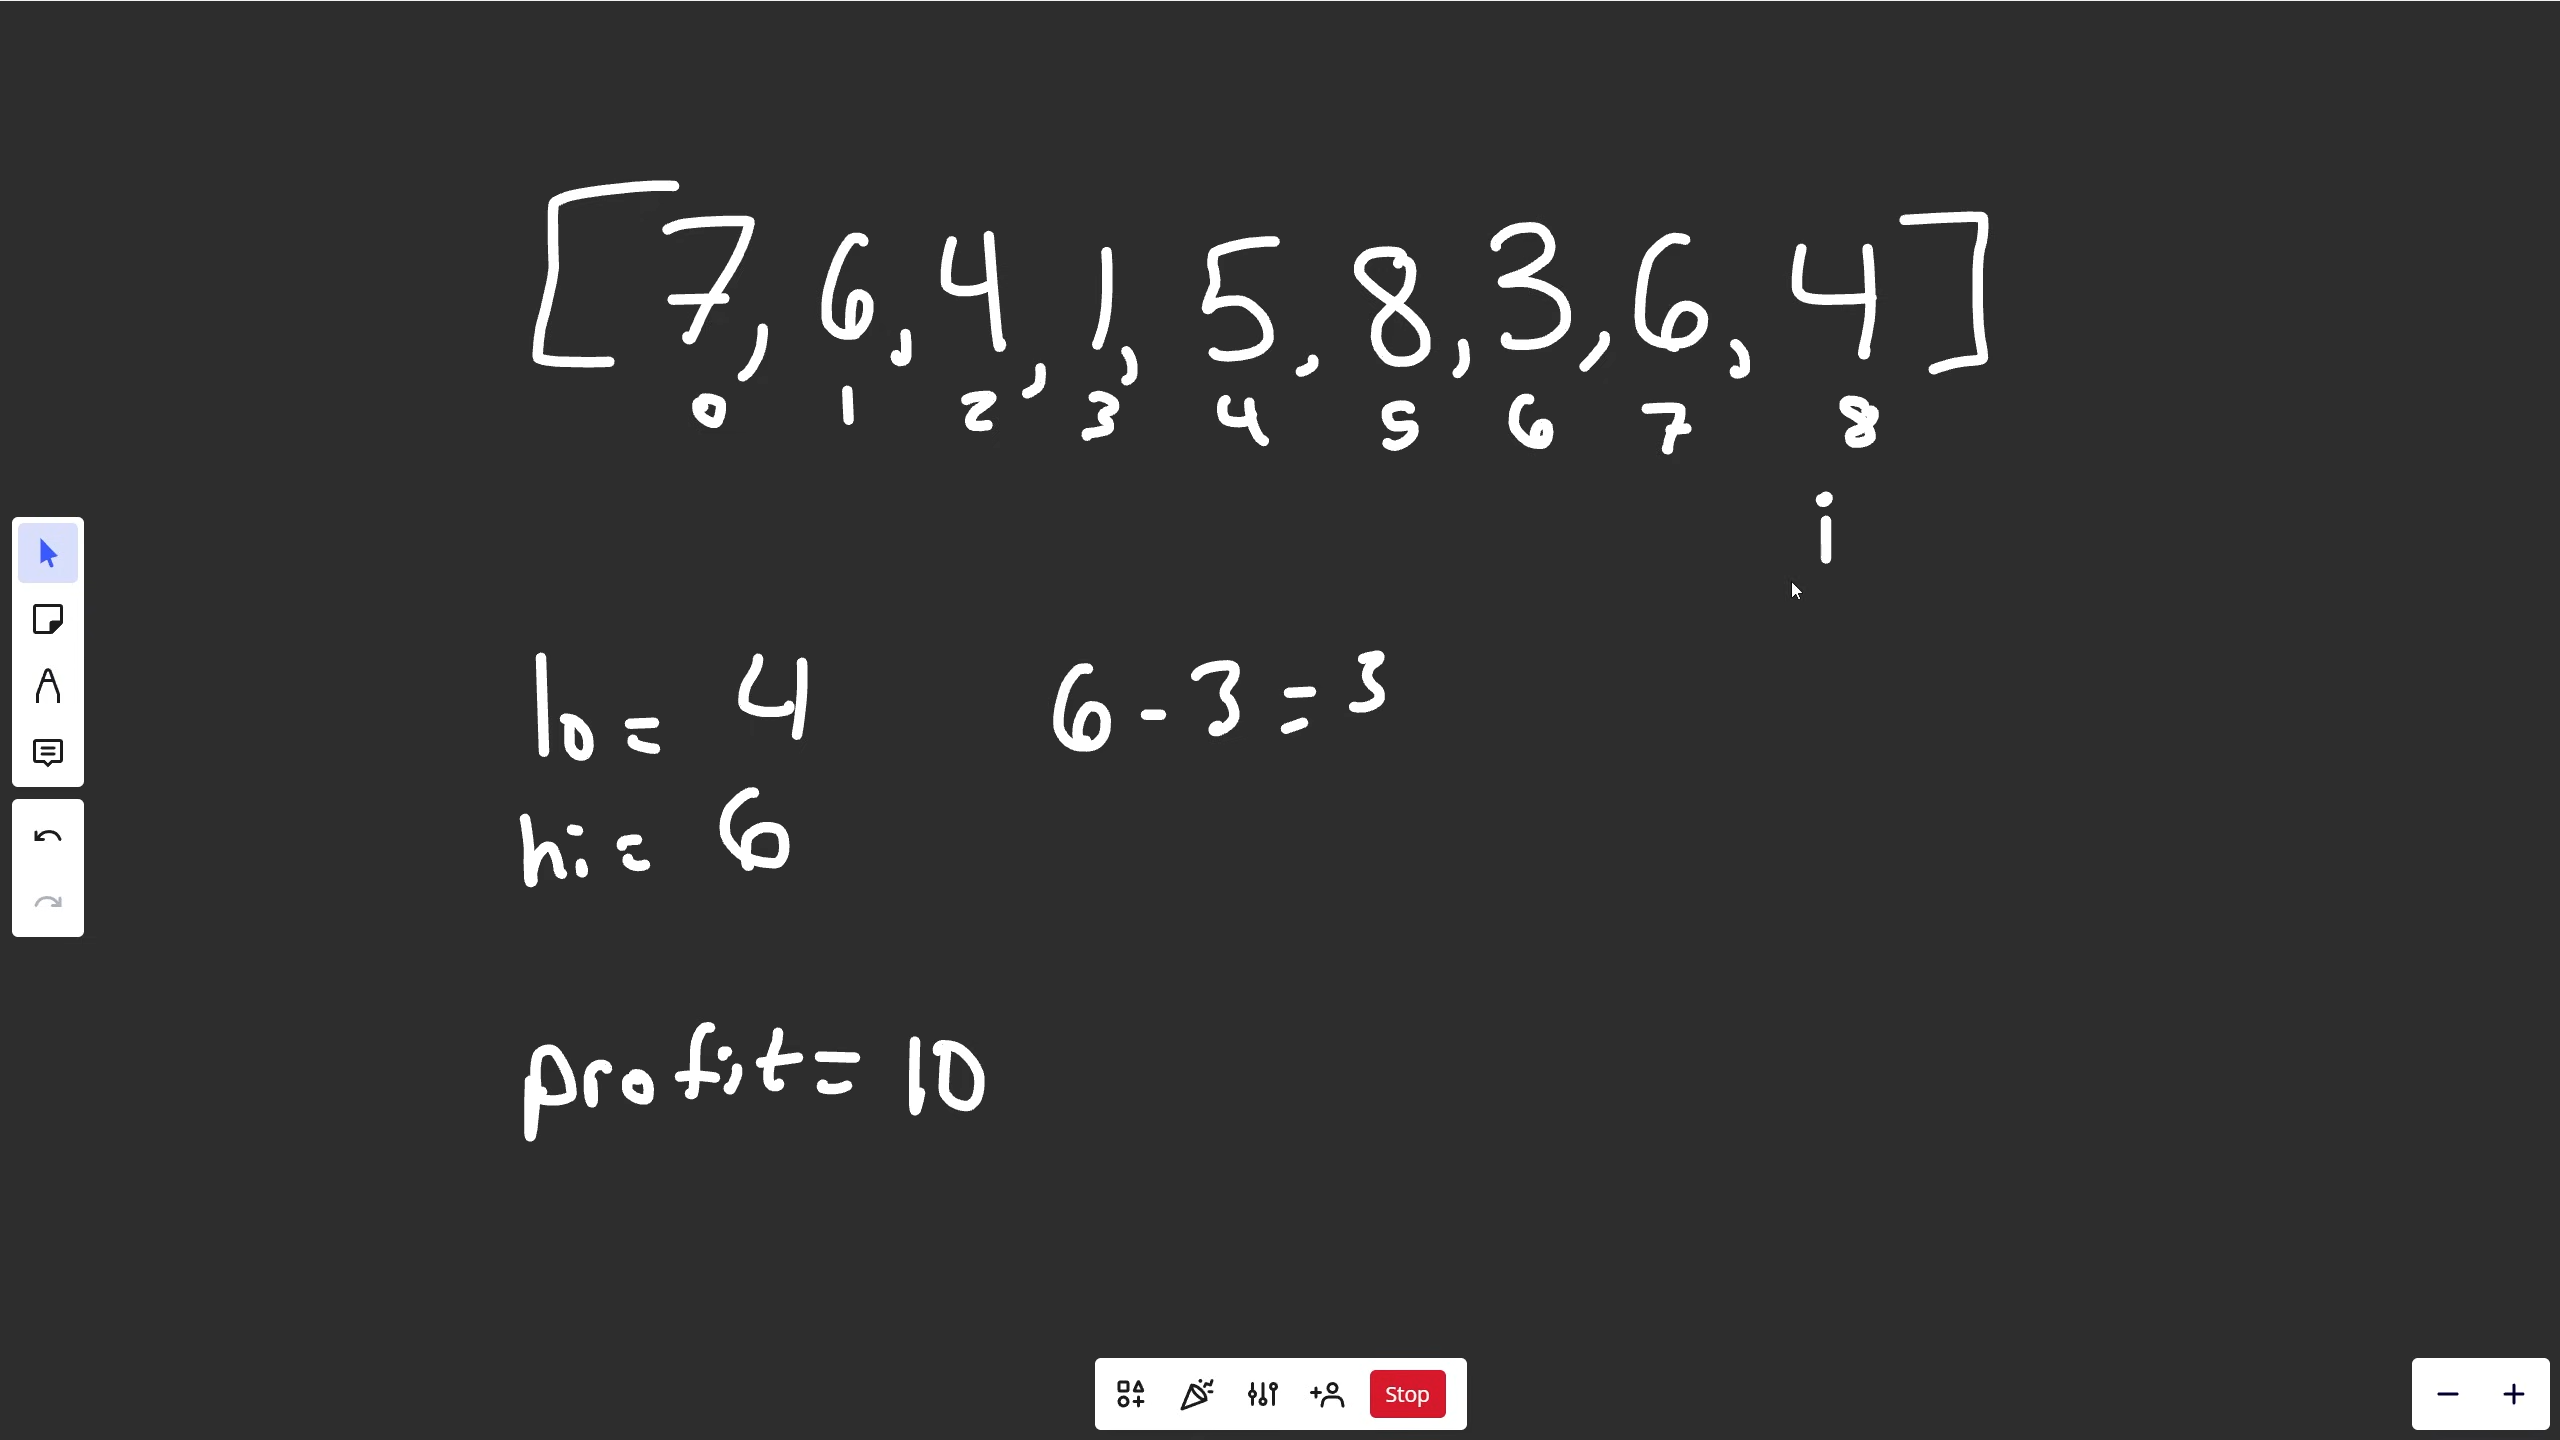 [7, 6, 4, 1, 5, 8, 3, 6, 4]
0 1 2 3 4 5 6 7 8
i
lo = 4 6 - 3 = 3
hi = 6
profit = 10
Stop